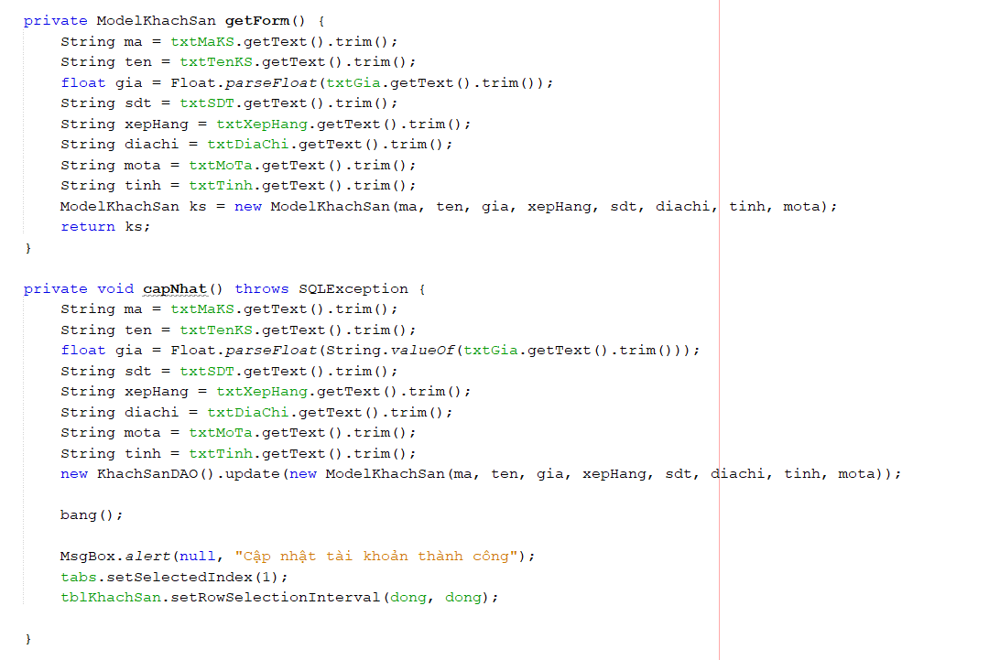 private ModelKhachSan getForm() {
    String ma = txtMaKS.getText().trim();
    String ten = txtTenKS.getText().trim();
    float gia = Float.parseFloat(txtGia.getText().trim());
    String sdt = txtSDT.getText().trim();
    String xepHang = txtXepHang.getText().trim();
    String diachi = txtDiaChi.getText().trim();
    String mota = txtMoTa.getText().trim();
    String tinh = txtTinh.getText().trim();
    ModelKhachSan ks = new ModelKhachSan(ma, ten, gia, xepHang, sdt, diachi, tinh, mota);
    return ks;
}
private void capNhat() throws SQLException {
    String ma = txtMaKS.getText().trim();
    String ten = txtTenKS.getText().trim();
    float gia = Float.parseFloat(String.valueOf(txtGia.getText().trim()));
    String sdt = txtSDT.getText().trim();
    String xepHang = txtXepHang.getText().trim();
    String diachi = txtDiaChi.getText().trim();
    String mota = txtMoTa.getText().trim();
    String tinh = txtTinh.getText().trim();
    new KhachSanDAO().update(new ModelKhachSan(ma, ten, gia, xepHang, sdt, diachi, tinh, mota));
    bang();
    MsgBox.alert(null, "Cập nhật tài khoản thành công");
    tabs.setSelectedIndex(1);
    tblKhachSan.setRowSelectionInterval(dong, dong);
}